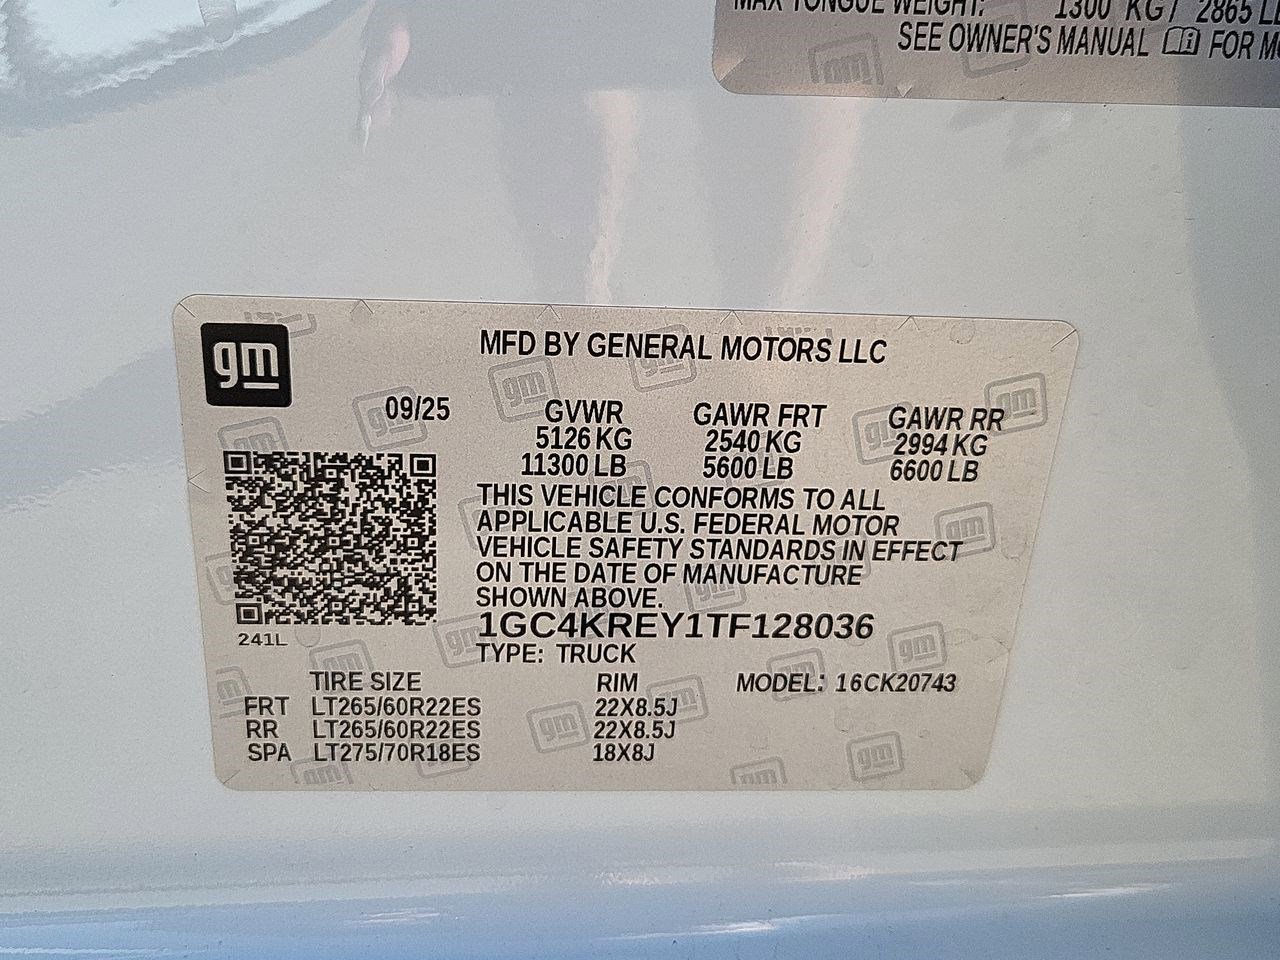 MAX TONGUE WEIGHT: 1300 KG / 2865 LB
SEE OWNER'S MANUAL FOR
gm
MFD BY GENERAL MOTORS LLC
09/25 GVWR GAWR FRT GAWR RR
5126 KG 2540 KG 2994 KG
11300 LB 5600 LB 6600 LB
THIS VEHICLE CONFORMS TO ALL
APPLICABLE U.S. FEDERAL MOTOR
VEHICLE SAFETY STANDARDS IN EFFECT
ON THE DATE OF MANUFACTURE
SHOWN ABOVE.
241L 1GC4KREY1TF128036
TYPE: TRUCK
TIRE SIZE RIM MODEL: 16CK20743
FRT LT265/60R22ES 22X8.5J
RR LT265/60R22ES 22X8.5J
SPA LT275/70R18ES 18X8J